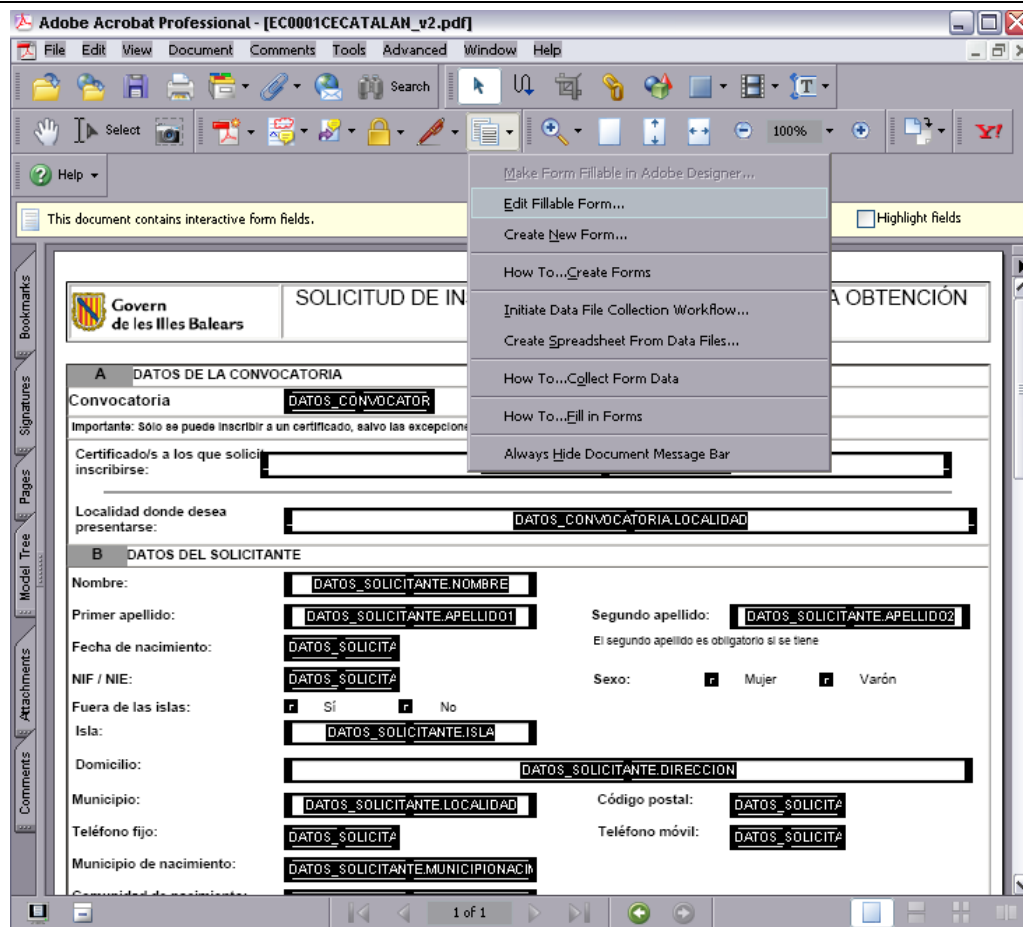 Adobe Acrobat Professional - [EC0001CECATALAN_v2.pdf]
File Edit View Document Comments Tools Advanced Window Help
Search
Select
100%
Y!
Help
Make Form Fillable in Adobe Designer...
Edit Fillable Form...
Create New Form...
How To...Create Forms
Initiate Data File Collection Workflow...
Create Spreadsheet From Data Files...
How To...Collect Form Data
How To...Fill in Forms
Always Hide Document Message Bar
This document contains interactive form fields.
Highlight fields
Bookmarks
Signatures
Pages
Model Tree
Attachments
Comments
Govern
de les Illes Balears
SOLICITUD DE IN
A OBTENCIÓN
A DATOS DE LA CONVOCATORIA
Convocatoria DATOS_CONVOCATOR
Importante: Sólo se puede inscribir a un certificado, salvo las excepcione
Certificado/s a los que solicit
inscribirse:
Localidad donde desea
presentarse:
DATOS_CONVOCATORIA.LOCALIDAD
B DATOS DEL SOLICITANTE
Nombre: DATOS_SOLICITANTE.NOMBRE
Primer apellido: DATOS_SOLICITANTE.APELLIDO1 Segundo apellido: DATOS_SOLICITANTE.APELLIDO2
El segundo apellido es obligatorio si se tiene
Fecha de nacimiento: DATOS_SOLICITA
NIF / NIE: DATOS_SOLICITA Sexo: r Mujer r Varón
Fuera de las islas: r Sí r No
Isla: DATOS_SOLICITANTE.ISLA
Domicilio: DATOS_SOLICITANTE.DIRECCION
Municipio: DATOS_SOLICITANTE.LOCALIDAD Código postal: DATOS_SOLICITA
Teléfono fijo: DATOS_SOLICITA Teléfono móvil: DATOS_SOLICITA
Municipio de nacimiento: DATOS_SOLICITANTE.MUNICIPIONACIM
1 of 1